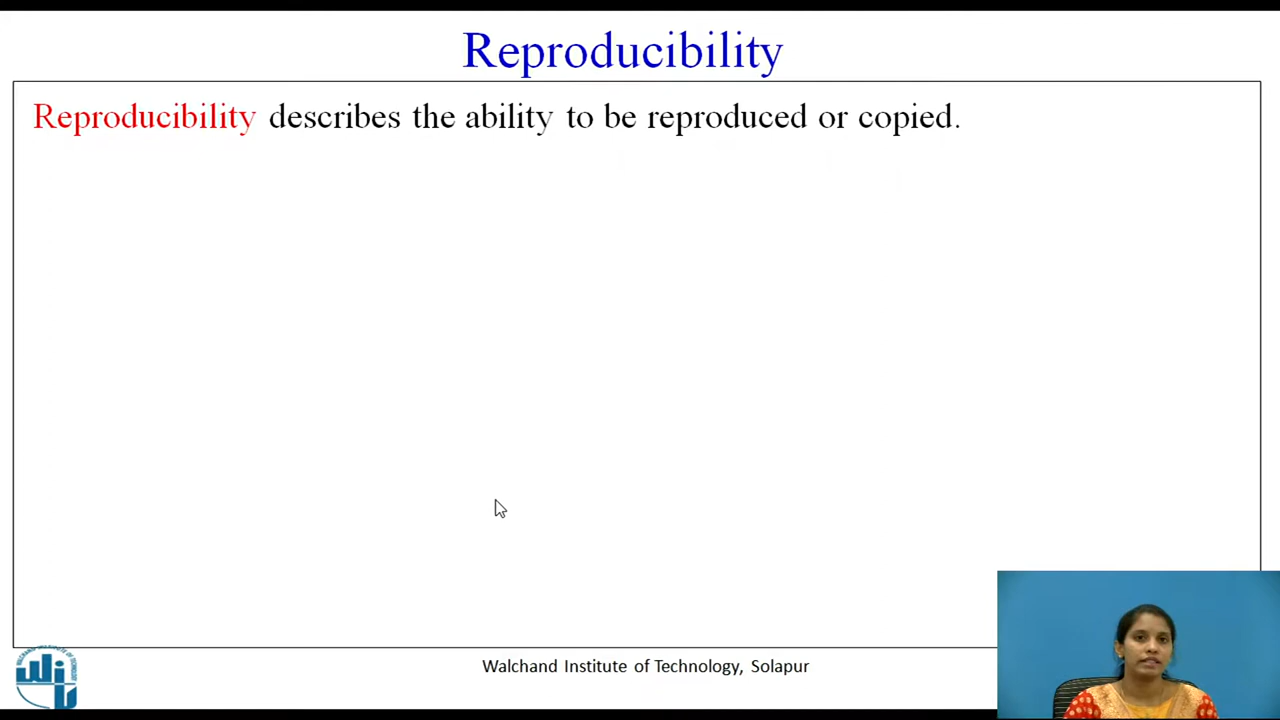 Reproducibility
Reproducibility describes the ability to be reproduced or copied.
Walchand Institute of Technology, Solapur